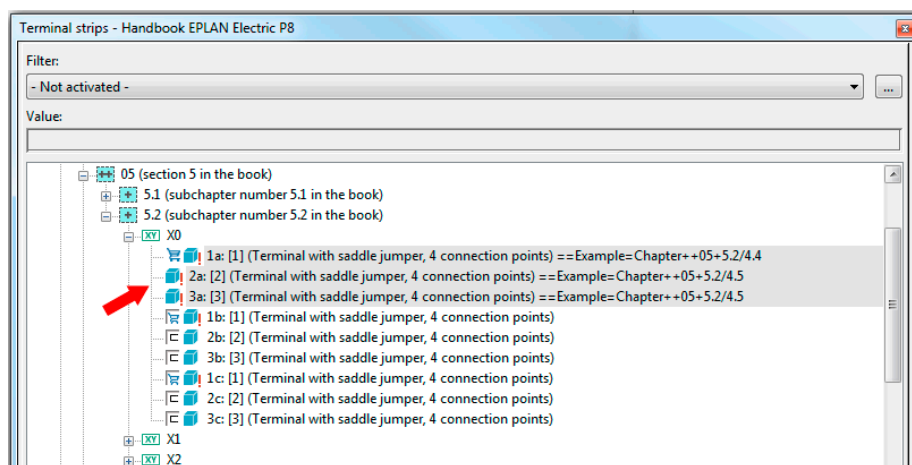 Terminal strips - Handbook EPLAN Electric P8
Filter:
- Not activated -
...
Value:
05 (section 5 in the book)
5.1 (subchapter number 5.1 in the book)
5.2 (subchapter number 5.2 in the book)
XY X0
1a: [1] (Terminal with saddle jumper, 4 connection points) ==Example=Chapter++05+5.2/4.4
2a: [2] (Terminal with saddle jumper, 4 connection points) ==Example=Chapter++05+5.2/4.5
3a: [3] (Terminal with saddle jumper, 4 connection points) ==Example=Chapter++05+5.2/4.5
1b: [1] (Terminal with saddle jumper, 4 connection points)
2b: [2] (Terminal with saddle jumper, 4 connection points)
3b: [3] (Terminal with saddle jumper, 4 connection points)
1c: [1] (Terminal with saddle jumper, 4 connection points)
2c: [2] (Terminal with saddle jumper, 4 connection points)
3c: [3] (Terminal with saddle jumper, 4 connection points)
XY X1
XY X2